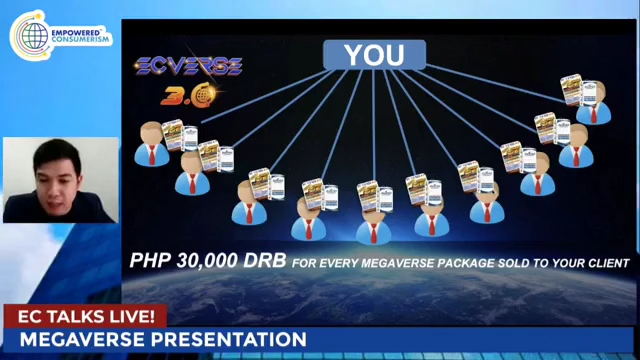 EMPOWERED
CONSUMERISM
YOU
ECVERSE
3.0
PHP 30,000 DRB FOR EVERY MEGAVERSE PACKAGE SOLD TO YOUR CLIENT
EC TALKS LIVE!
MEGAVERSE PRESENTATION